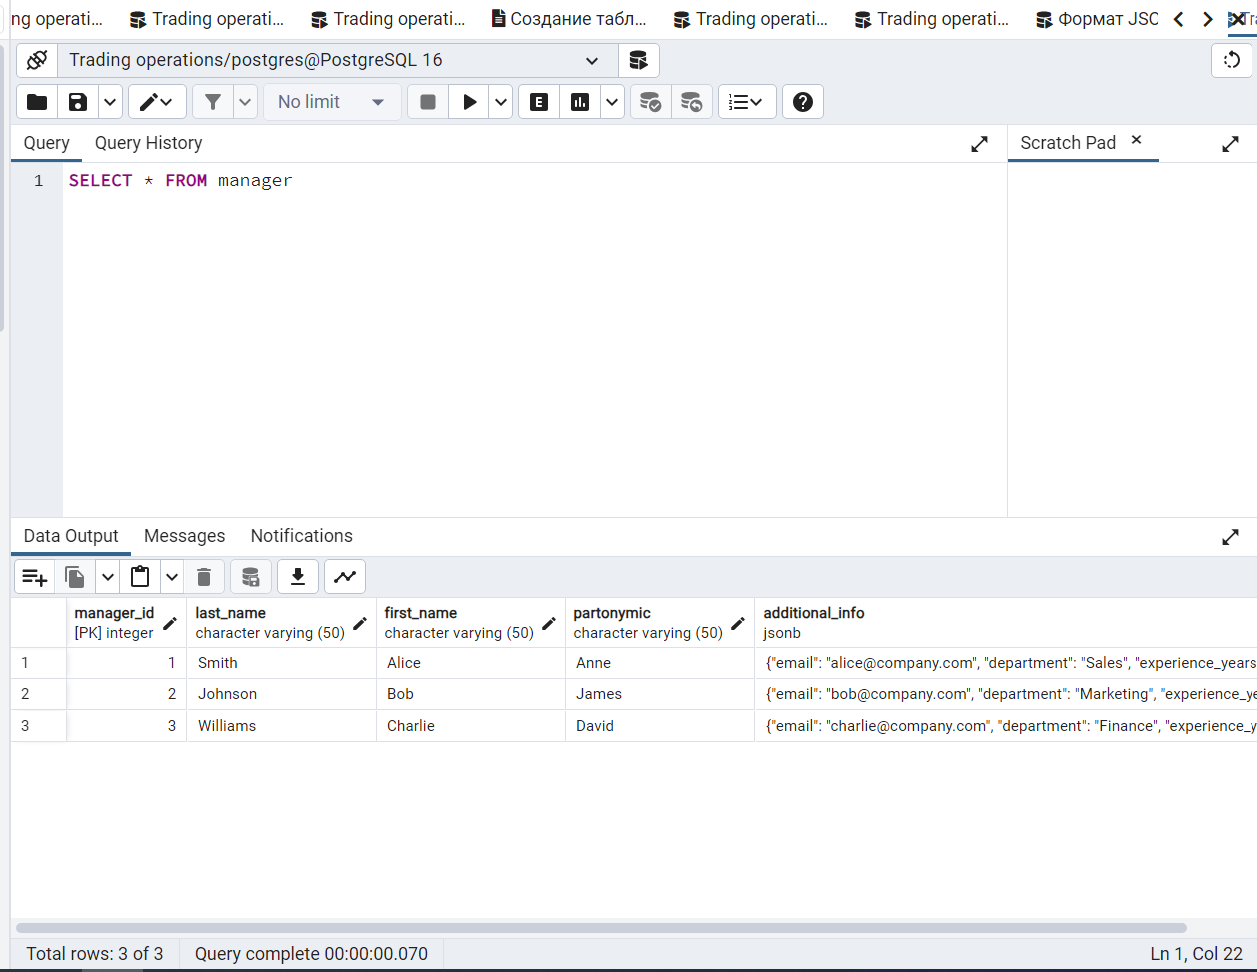 ng operati...
Trading operati...
Trading operati...
Создание табл...
Trading operati...
Trading operati...
Формат JSC
Trading operations/postgres@PostgreSQL 16
No limit
E
Query
Query History
Scratch Pad
1
SELECT * FROM manager
Data Output
Messages
Notifications
manager_id
[PK] integer
last_name
character varying (50)
first_name
character varying (50)
partonymic
character varying (50)
additional_info
jsonb
1 1 Smith Alice Anne {"email": "alice@company.com", "department": "Sales", "experience_years
2 2 Johnson Bob James {"email": "bob@company.com", "department": "Marketing", "experience_ye
3 3 Williams Charlie David {"email": "charlie@company.com", "department": "Finance", "experience_y
Total rows: 3 of 3
Query complete 00:00:00.070
Ln 1, Col 22